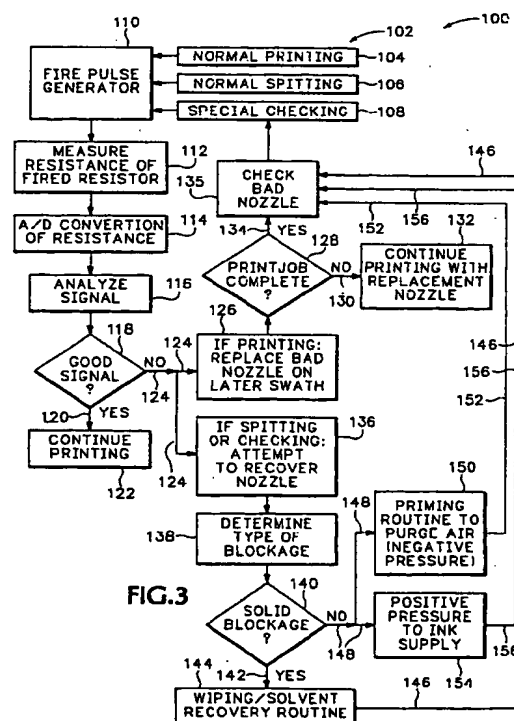 100
102
110
FIRE PULSE
GENERATOR
NORMAL PRINTING
104
NORMAL SPITTING
106
SPECIAL CHECKING
108
MEASURE
RESISTANCE OF
FIRED RESISTOR
112
A/D CONVERTION
OF RESISTANCE
114
ANALYZE
SIGNAL
116
118
GOOD
SIGNAL
?
NO
124
120
YES
CONTINUE
PRINTING
122
124
135
CHECK
BAD
NOZZLE
146
156
152
134
YES
128
PRINTJOB
COMPLETE
?
NO
130
132
CONTINUE
PRINTING WITH
REPLACEMENT
NOZZLE
126
IF PRINTING:
REPLACE BAD
NOZZLE ON
LATER SWATH
146
156
152
IF SPITTING
OR CHECKING:
ATTEMPT
TO RECOVER
NOZZLE
136
138
DETERMINE
TYPE OF
BLOCKAGE
150
148
PRIMING
ROUTINE TO
PURGE AIR
(NEGATIVE
PRESSURE)
FIG.3
140
SOLID
BLOCKAGE
?
NO
148
148
POSITIVE
PRESSURE
TO INK
SUPPLY
154
156
142
YES
144
WIPING/SOLVENT
RECOVERY ROUTINE
146